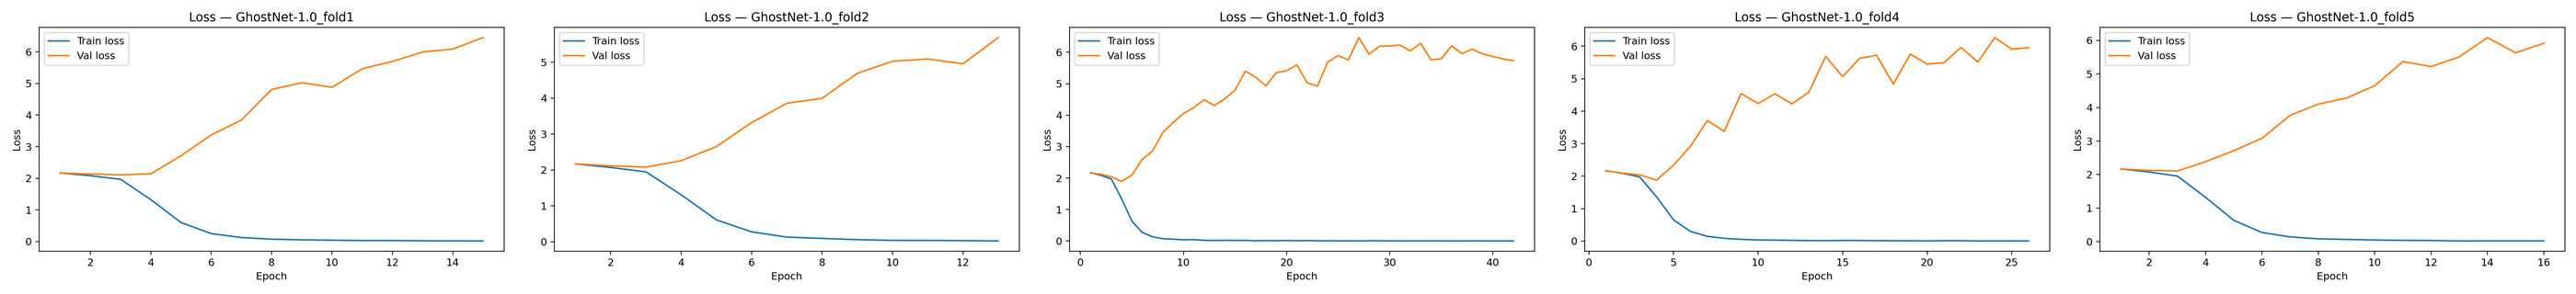 Loss — GhostNet-1.0_fold1
Train loss
Val loss
Loss
6
5
4
3
2
1
0
2 4 6 8 10 12 14
Epoch
Loss — GhostNet-1.0_fold2
Train loss
Val loss
Loss
5
4
3
2
1
0
2 4 6 8 10 12
Epoch
Loss — GhostNet-1.0_fold3
Train loss
Val loss
Loss
6
5
4
3
2
1
0
0 10 20 30 40
Epoch
Loss — GhostNet-1.0_fold4
Train loss
Val loss
Loss
6
5
4
3
2
1
0
0 5 10 15 20 25
Epoch
Loss — GhostNet-1.0_fold5
Train loss
Val loss
Loss
6
5
4
3
2
1
0
2 4 6 8 10 12 14 16
Epoch